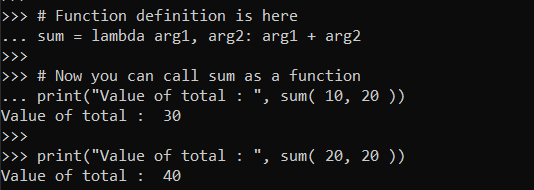 >>> # Function definition is here
... sum = lambda arg1, arg2: arg1 + arg2
>>>
>>> # Now you can call sum as a function
... print("Value of total : ", sum( 10, 20 ))
Value of total :  30
>>>
>>> print("Value of total : ", sum( 20, 20 ))
Value of total :  40